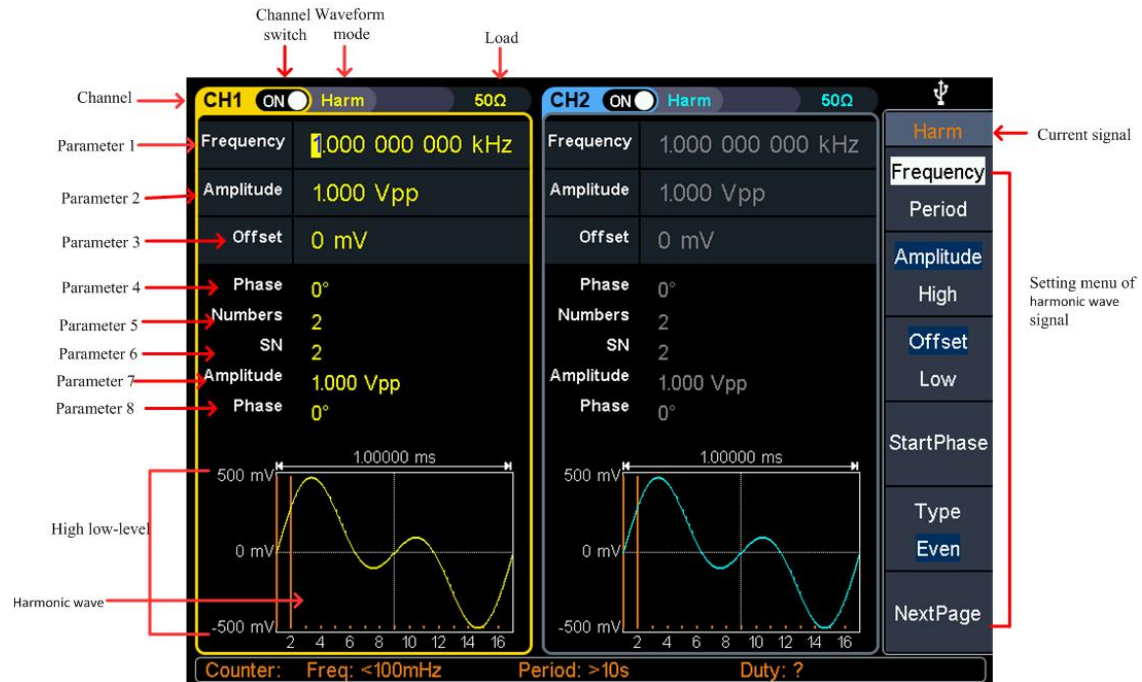 Channel Waveform
switch mode
Load
Channel
CH1 ON Harm 50Ω
CH2 ON Harm 50Ω
Harm
Current signal
Parameter 1
Frequency 1.000 000 000 kHz
Frequency 1.000 000 000 kHz
Frequency
Period
Parameter 2
Amplitude 1.000 Vpp
Amplitude 1.000 Vpp
Amplitude
High
Parameter 3
Offset 0 mV
Offset 0 mV
Parameter 4
Phase 0°
Phase 0°
Setting menu of
harmonic wave
signal
Parameter 5
Numbers 2
Numbers 2
Parameter 6
SN 2
SN 2
Offset
Low
Parameter 7
Amplitude 1.000 Vpp
Amplitude 1.000 Vpp
Parameter 8
Phase 0°
Phase 0°
StartPhase
1.00000 ms
1.00000 ms
500 mV
500 mV
Type
Even
High low-level
0 mV
0 mV
Harmonic wave
NextPage
-500 mV
-500 mV
2 4 6 8 10 12 14 16
2 4 6 8 10 12 14 16
Counter: Freq: <100mHz Period: >10s Duty: ?